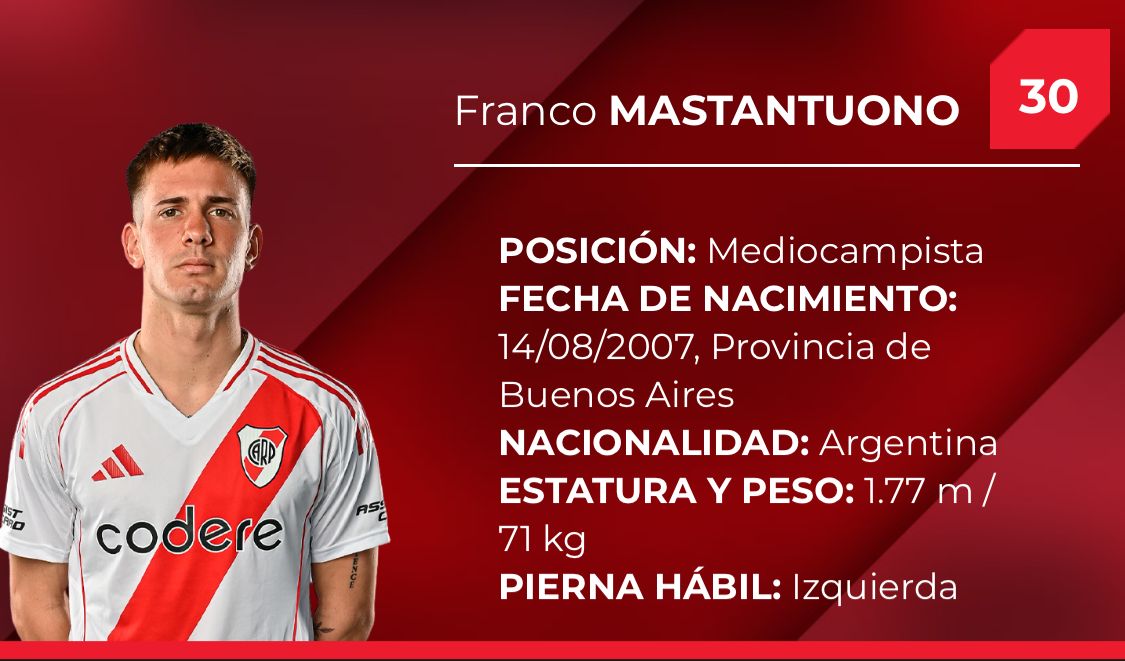 Franco MASTANTUONO
30
POSICIÓN: Mediocampista
FECHA DE NACIMIENTO:
14/08/2007, Provincia de
Buenos Aires
NACIONALIDAD: Argentina
ESTATURA Y PESO: 1.77 m /
71 kg
PIERNA HÁBIL: Izquierda
CARP
codere